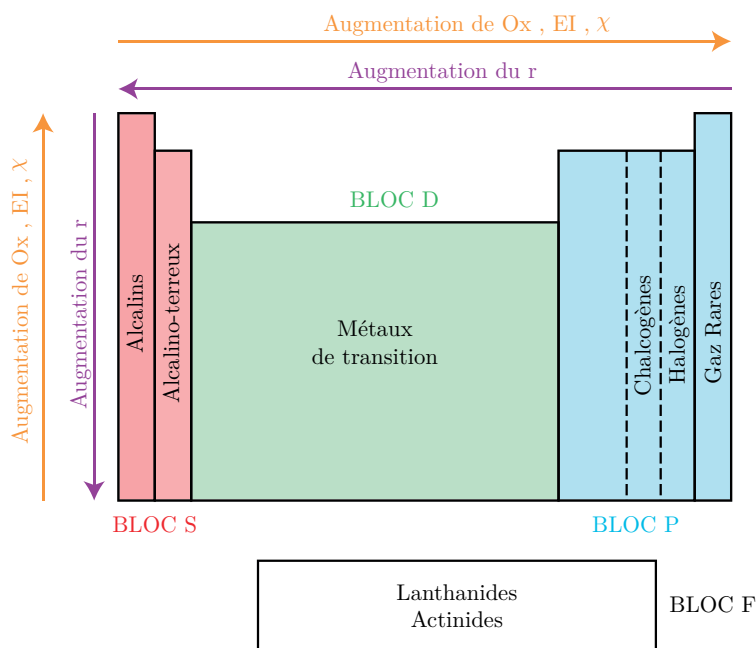 Augmentation de Ox , EI , χ
Augmentation du r
Augmentation de Ox , EI , χ
Augmentation du r
BLOC D
Alcalins
Alcalino-terreux
Métaux
de transition
Chalcogènes
Halogènes
Gaz Rares
BLOC S
BLOC P
Lanthanides
Actinides
BLOC F